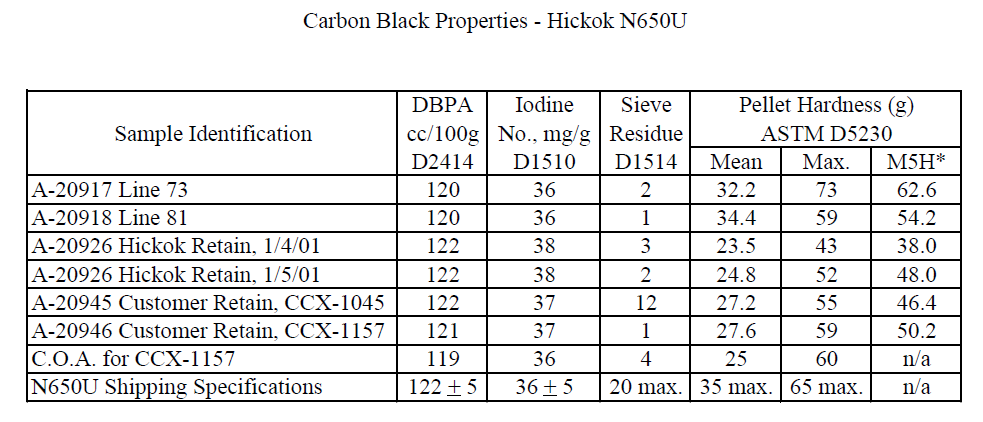 Carbon Black Properties - Hickok N650U
Sample Identification DBPA cc/100g D2414 Iodine No., mg/g D1510 Sieve Residue D1514 Pellet Hardness (g) ASTM D5230
Mean Max. M5H*
A-20917 Line 73 120 36 2 32.2 73 62.6
A-20918 Line 81 120 36 1 34.4 59 54.2
A-20926 Hickok Retain, 1/4/01 122 38 3 23.5 43 38.0
A-20926 Hickok Retain, 1/5/01 122 38 2 24.8 52 48.0
A-20945 Customer Retain, CCX-1045 122 37 12 27.2 55 46.4
A-20946 Customer Retain, CCX-1157 121 37 1 27.6 59 50.2
C.O.A. for CCX-1157 119 36 4 25 60 n/a
N650U Shipping Specifications 122 ± 5 36 ± 5 20 max. 35 max. 65 max. n/a